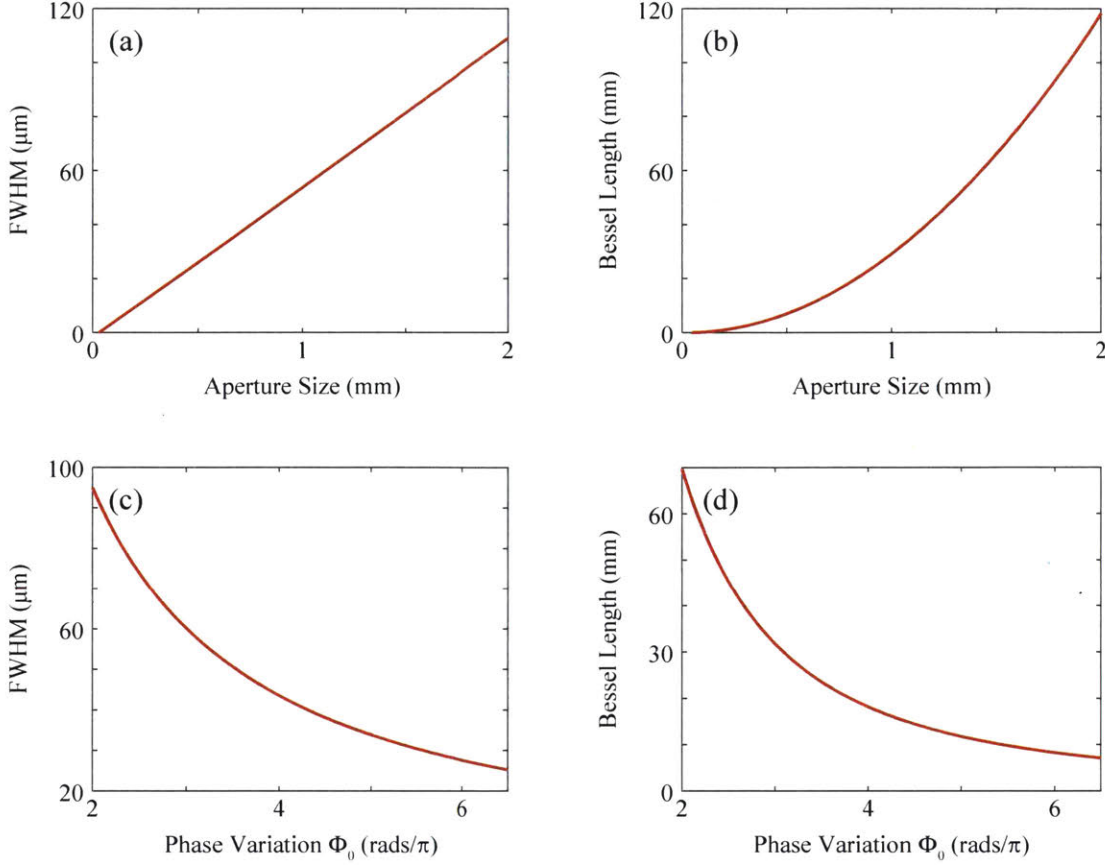 (a)
FWHM (µm)
120
60
0
0 1 2
Aperture Size (mm)
(b)
Bessel Length (mm)
120
60
0
0 1 2
Aperture Size (mm)
(c)
FWHM (µm)
100
60
20
2 4 6
Phase Variation Φ₀ (rads/π)
(d)
Bessel Length (mm)
60
30
0
2 4 6
Phase Variation Φ₀ (rads/π)